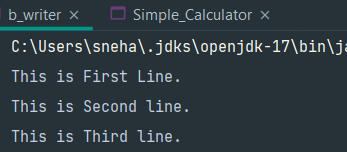 b_writer × Simple_Calculator ×
C:\Users\sneha\.jdks\openjdk-17\bin\ja
This is First Line.
This is Second line.
This is Third line.